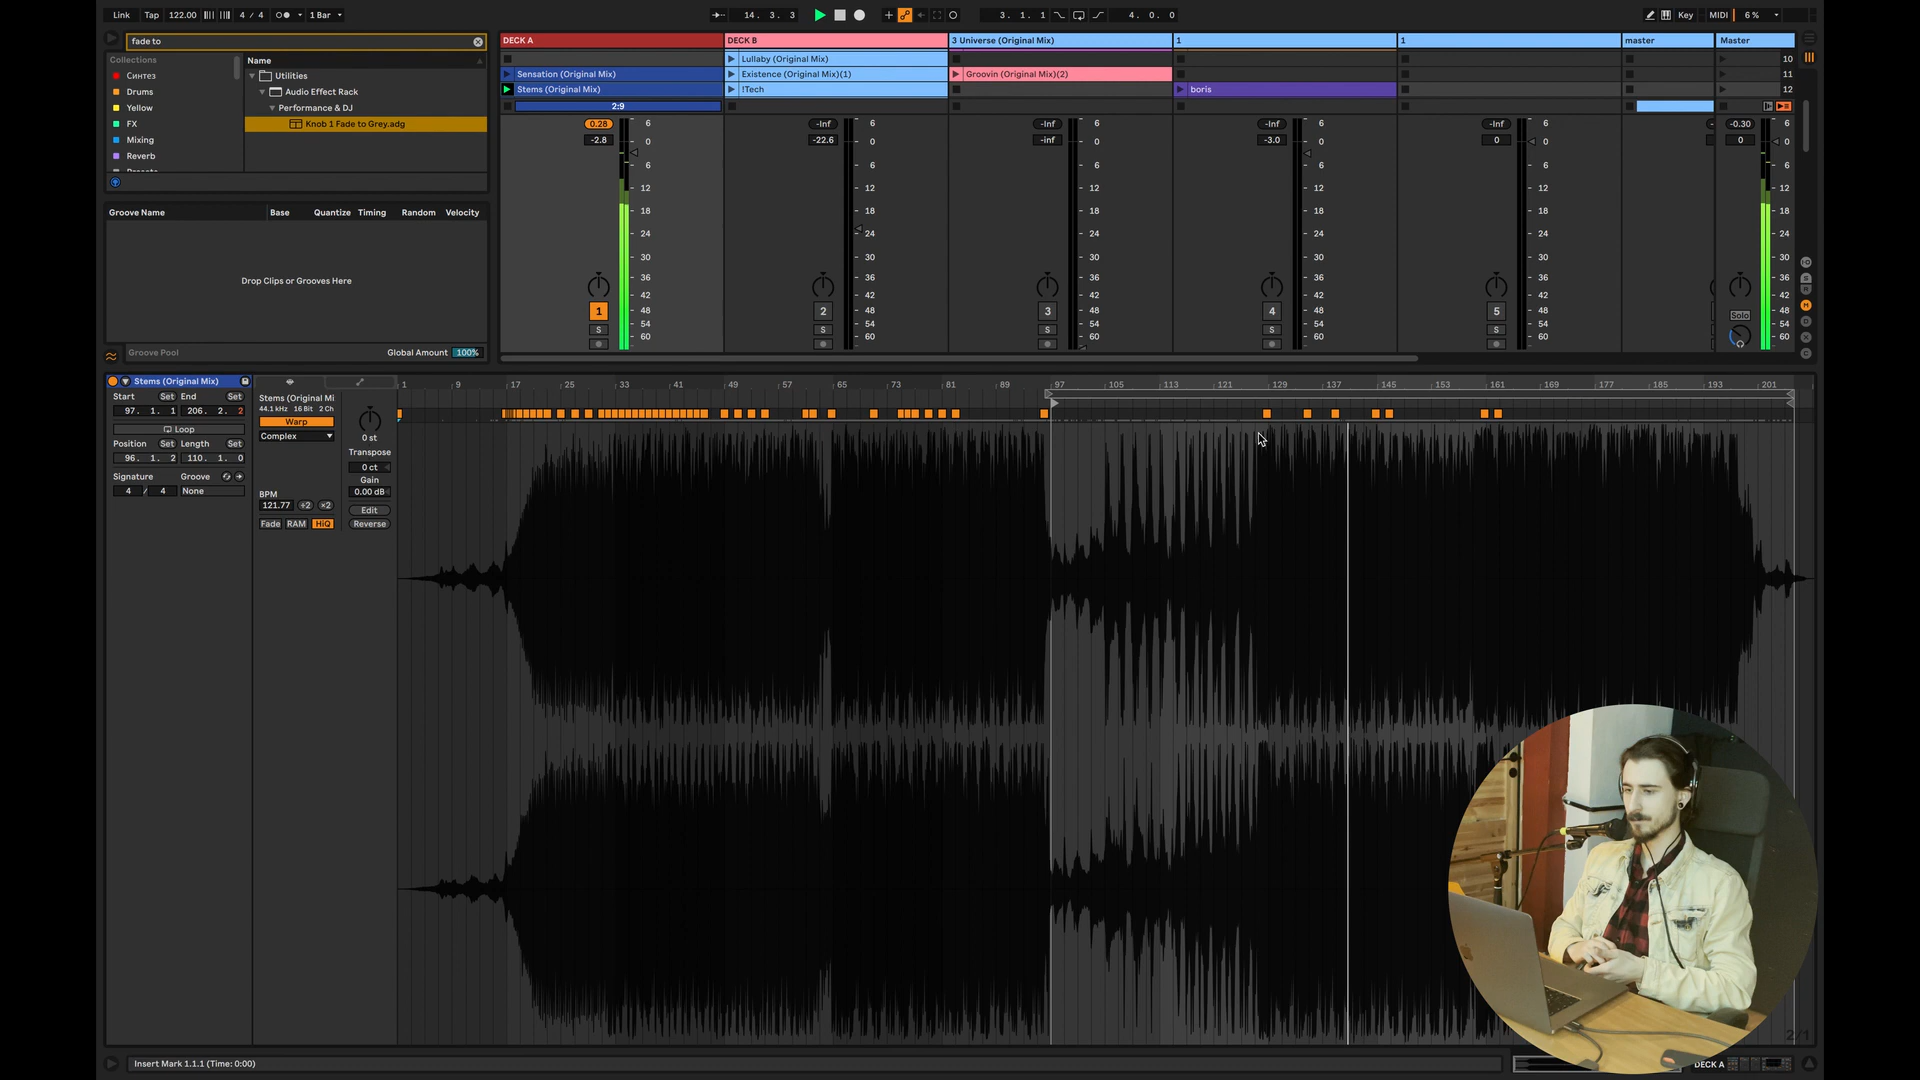 Link Tap 122.00 4 / 4 1 Bar 14. 3. 3 3. 1. 1 4. 0. 0 Key MIDI 6 %
fade to
Collections
Синтез
Drums
Yellow
FX
Mixing
Reverb
Name
Utilities
Audio Effect Rack
Performance & DJ
Knob 1 Fade to Grey.adg
Groove Name Base Quantize Timing Random Velocity
Drop Clips or Grooves Here
Groove Pool Global Amount 100%
DECK A DECK B 3 Universe (Original Mix) 1 1 master Master
Lullaby (Original Mix) 10
Sensation (Original Mix) Existence (Original Mix)(1) Groovin (Original Mix)(2) 11
Stems (Original Mix) !Tech boris 12
2:9
0.28 6 -Inf 6 -Inf 6 -Inf 6 -Inf 6 -0.30 6
-2.8 0 -22.6 0 -inf 0 -3.0 0 0 0 0 0
6 6 6 6 6 6
12 12 12 12 12 12
18 18 18 18 18 18
24 24 24 24 24 24
30 30 30 30 30 30
36 36 36 36 36 36
42 42 42 42 42 42
1 48 2 48 3 48 4 48 5 48 Solo 48
54 54 54 54 54 54
S 60 S 60 S 60 S 60 S 60 60
Stems (Original Mix)
Start Set End Set
97. 1. 1 206. 2. 2
Loop
Position Set Length Set
96. 1. 2 110. 1. 0
Signature Groove
4 / 4 None
Stems (Original Mi
44.1 kHz 16 Bit 2 Ch
Warp
Complex
BPM
121.77 ÷2 ×2
Fade RAM HiQ
0 st
Transpose
0 ct
Gain
0.00 dB
Edit
Reverse
1 9 17 25 33 41 49 57 65 73 81 89 97 105 113 121 129 137 145 153 161 169 177 185 193 201
2/1
Insert Mark 1.1.1 (Time: 0:00)
DECK A